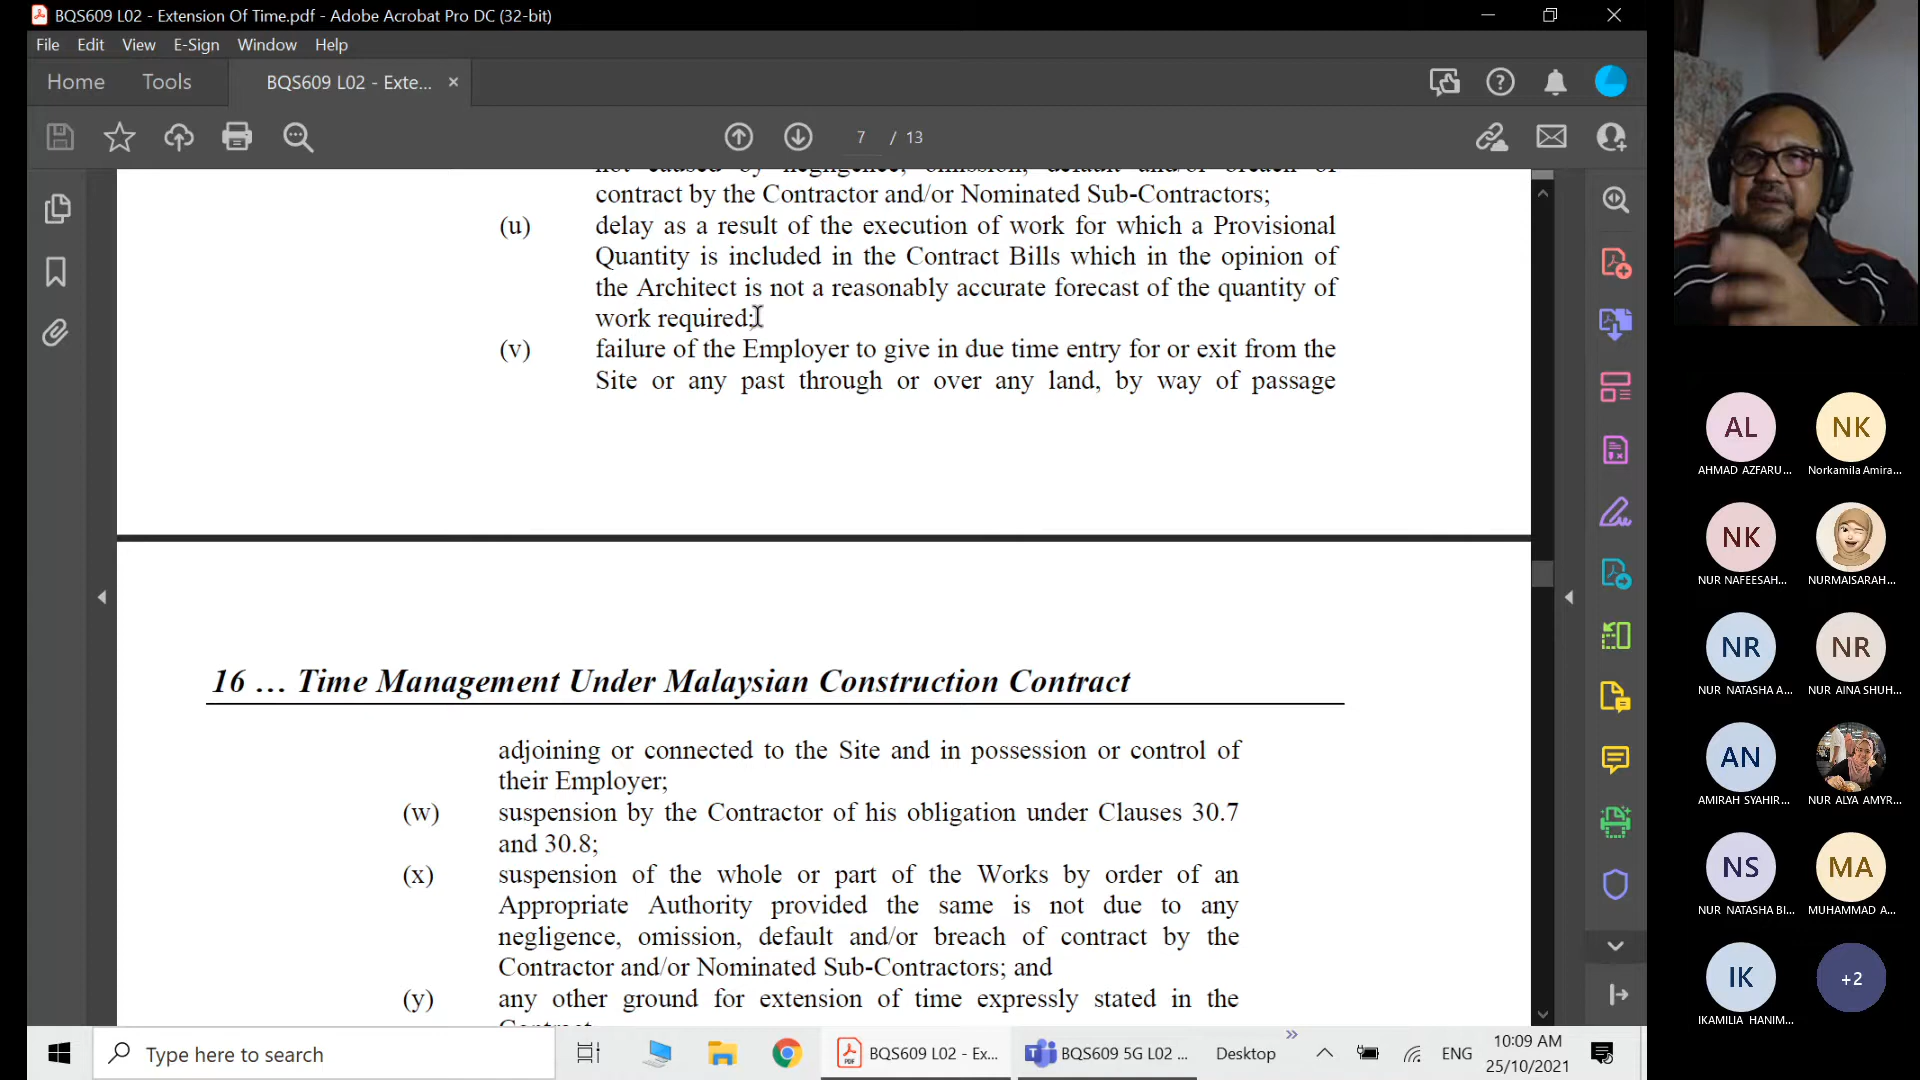 BQS609 L02 - Extension Of Time.pdf - Adobe Acrobat Pro DC (32-bit)
File Edit View E-Sign Window Help
Home Tools BQS609 L02 - Exte... ×
7 / 13
not caused by negligence, omission, default and/or breach of
contract by the Contractor and/or Nominated Sub-Contractors;
(u) delay as a result of the execution of work for which a Provisional
Quantity is included in the Contract Bills which in the opinion of
the Architect is not a reasonably accurate forecast of the quantity of
work required;
(v) failure of the Employer to give in due time entry for or exit from the
Site or any past through or over any land, by way of passage
16 … Time Management Under Malaysian Construction Contract
adjoining or connected to the Site and in possession or control of
their Employer;
(w) suspension by the Contractor of his obligation under Clauses 30.7
and 30.8;
(x) suspension of the whole or part of the Works by order of an
Appropriate Authority provided the same is not due to any
negligence, omission, default and/or breach of contract by the
Contractor and/or Nominated Sub-Contractors; and
(y) any other ground for extension of time expressly stated in the
AL NK
AHMAD AZFARU... Norkamila Amira...
NK
NUR NAFEESAH... NURMAISARAH...
NR NR
NUR NATASHA A... NUR AINA SHUH...
AN
AMIRAH SYAHIR... NUR ALYA AMYR...
NS MA
NUR NATASHA BI... MUHAMMAD A...
IK +2
IKAMILIA HANIM...
Type here to search
BQS609 L02 - Ex...
BQS609 5G L02 ...
Desktop
ENG
10:09 AM
25/10/2021